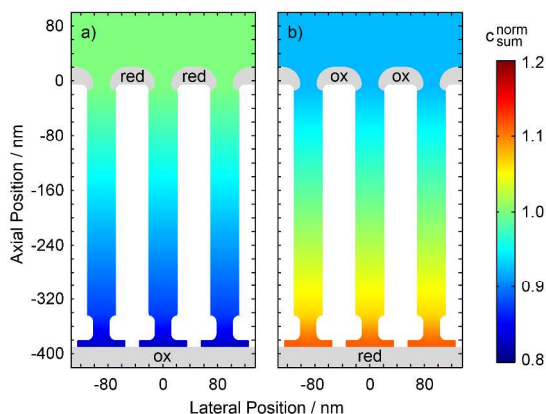 a) b)
red red ox ox
ox red
80
0
-80
-160
-240
-320
-400
Axial Position / nm
-80 0 80 -80 0 80
Lateral Position / nm
c norm sum
1.2
1.1
1.0
0.9
0.8